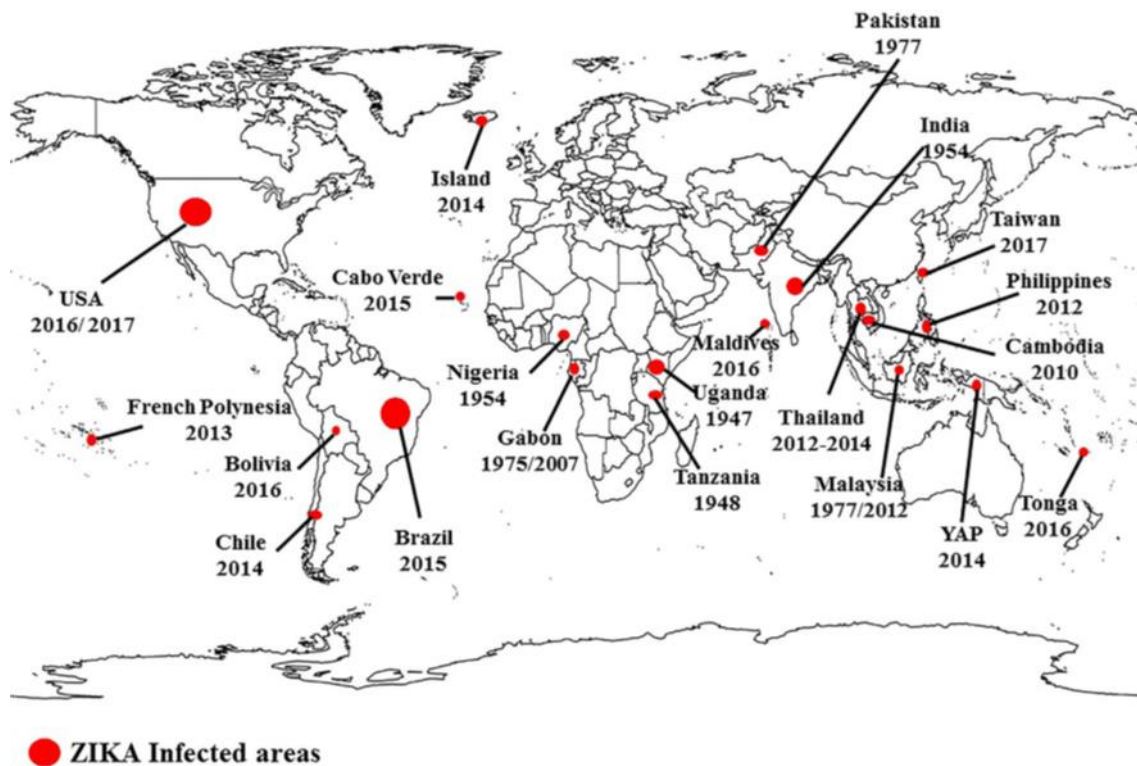 Pakistan
1977
India
1954
Island
2014
Taiwan
2017
Cabo Verde
2015
Philippines
2012
USA
2016/2017
Maldives
2016
Cambodia
2010
Nigeria
1954
Uganda
1947
French Polynesia
2013
Thailand
2012-2014
Gabon
1975/2007
Bolivia
2016
Tanzania
1948
Malaysia
1977/2012
Tonga
2016
Chile
2014
Brazil
2015
YAP
2014
ZIKA Infected areas